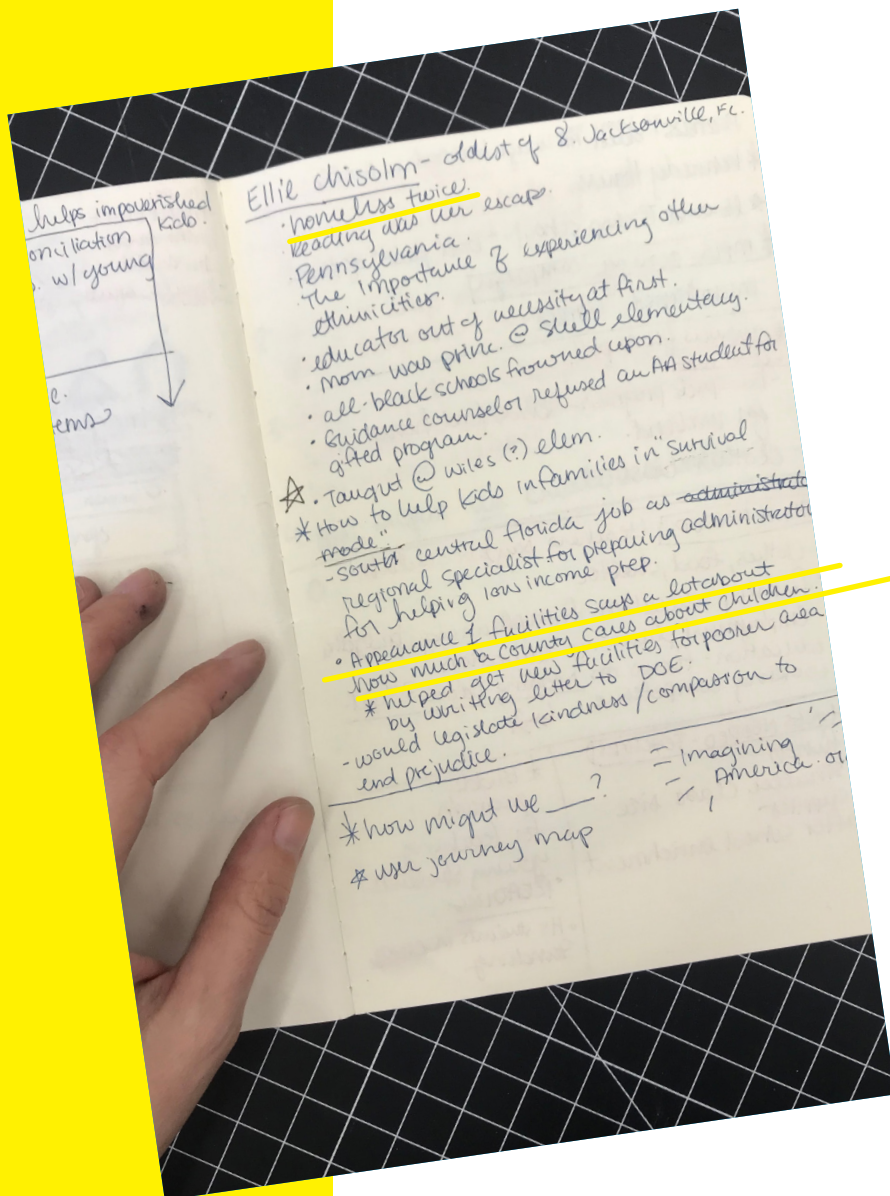 helps impoverished
kids.
onciliation
w/ young
c.
ems
Ellie Chisolm - oldest of 8. Jacksonville, FL.
· homeless twice.
· Reading was her escape.
· Pennsylvania.
· The Importance of experiencing other
ethinicities.
· educator out of necessity at first.
· Mom was princ. @ Shell elementary.
· all-black schools frowned upon.
· Guidance counselor refused an AA student for
gifted program.
· Taught @ wiles (?) elem.
* How to help kids in families in "survival
mode".
- south central florida job as administrato
regional specialist for preparing administrator
for helping low income prep.
· Appearance of facilities says a lot about
how much a county cares about children.
* helped get new facilities for poorer area
by writing letter to DOE.
- would legislate kindness/compassion to
end prejudice.
* how might we ___?
* user journey map
Imagining
America or